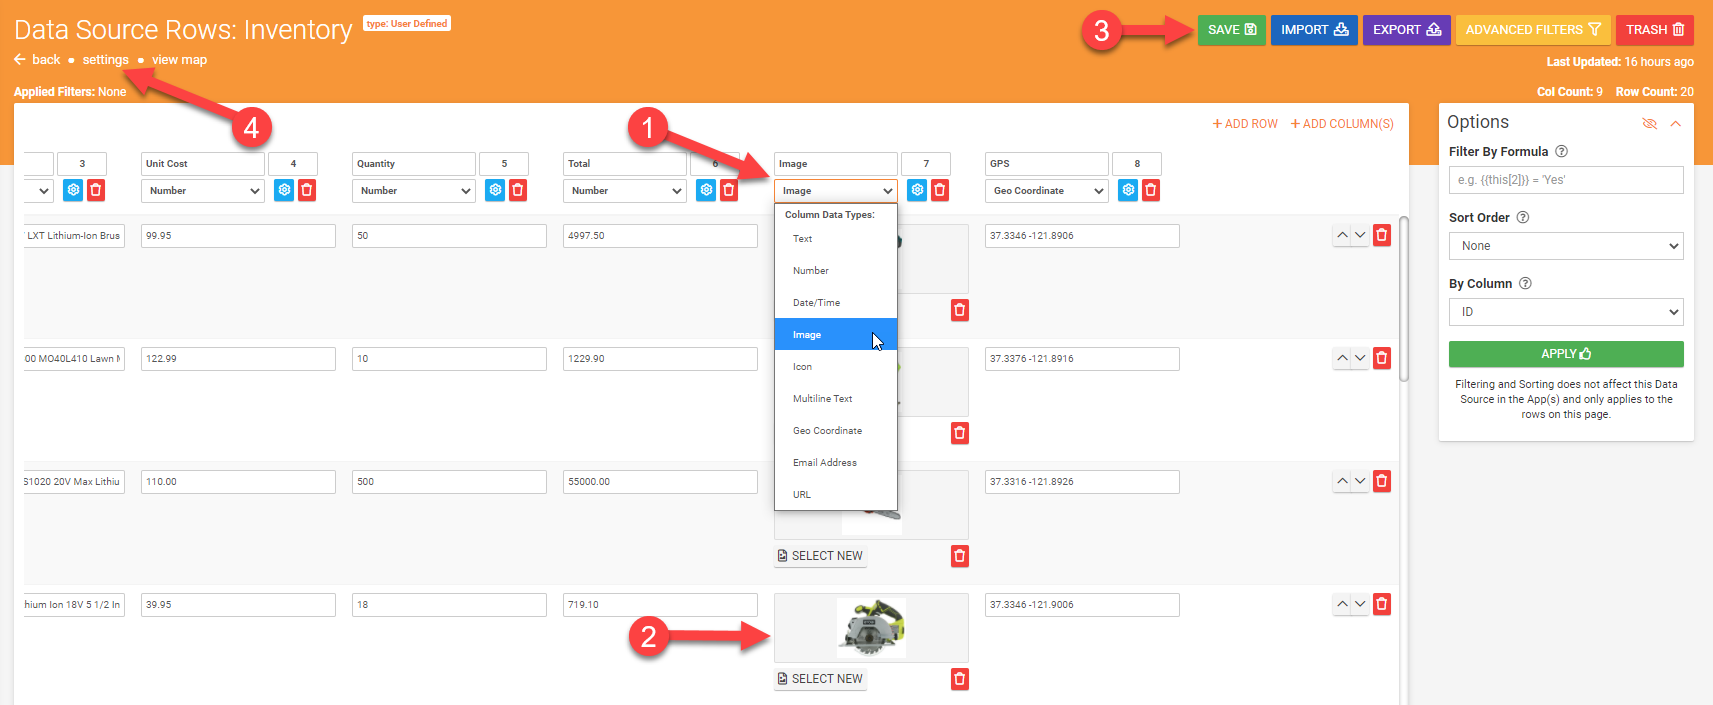 Data Source Rows: Inventory type: User Defined
3 SAVE IMPORT EXPORT ADVANCED FILTERS TRASH
back • settings • view map
Last Updated: 16 hours ago
Applied Filters: None
Col Count: 9 Row Count: 20
4
1
+ ADD ROW + ADD COLUMN(S)
3 Unit Cost 4 Quantity 5 Total 6 Image 7 GPS 8
Number Number Number Image Geo Coordinate
Column Data Types:
Text
Number
Date/Time
Image
Icon
Multiline Text
Geo Coordinate
Email Address
URL
LXT Lithium-Ion Brus 99.95 50 4997.50 37.3346 -121.8906
00 MO40L410 Lawn 122.99 10 1229.90 37.3376 -121.8916
S1020 20V Max Lithiu 110.00 500 55000.00 37.3316 -121.8926
SELECT NEW
hium Ion 18V 5 1/2 In 39.95 18 719.10 37.3346 -121.9006
2
SELECT NEW
Options
Filter By Formula ?
e.g. {{this[2]}} = 'Yes'
Sort Order ?
None
By Column ?
ID
APPLY
Filtering and Sorting does not affect this Data
Source in the App(s) and only applies to the
rows on this page.